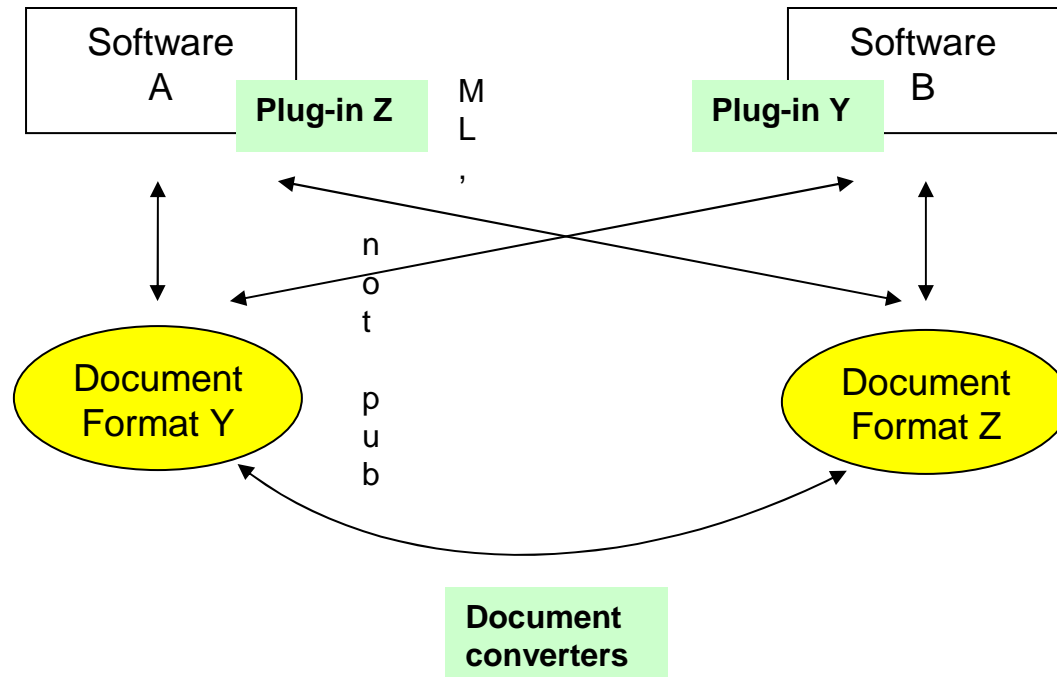 Software
A
Plug-in Z
M
L
,
Software
B
Plug-in Y
n
o
t
p
u
b
Document
Format Y
Document
Format Z
Document
converters